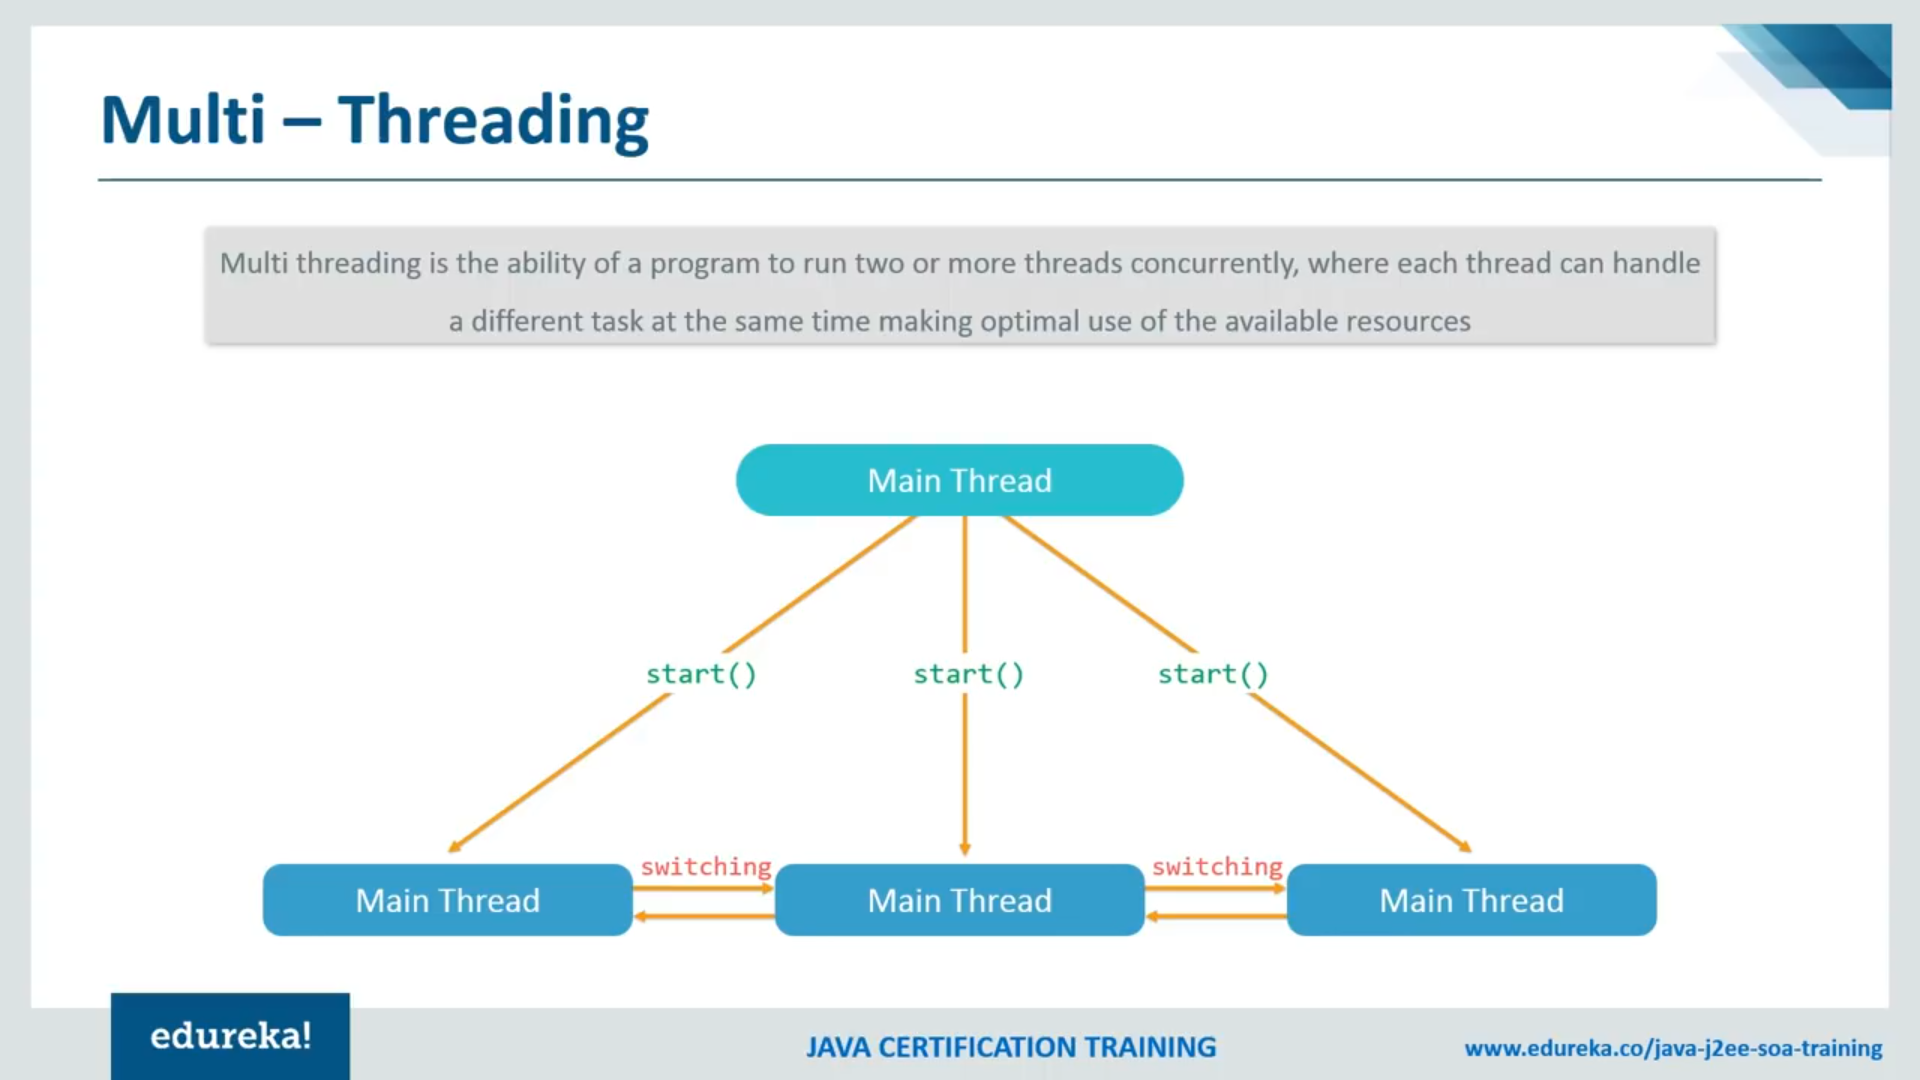 Multi – Threading
Multi threading is the ability of a program to run two or more threads concurrently, where each thread can handle
a different task at the same time making optimal use of the available resources
Main Thread
start()
start()
start()
switching
switching
Main Thread
Main Thread
Main Thread
edureka!
JAVA CERTIFICATION TRAINING
www.edureka.co/java-j2ee-soa-training